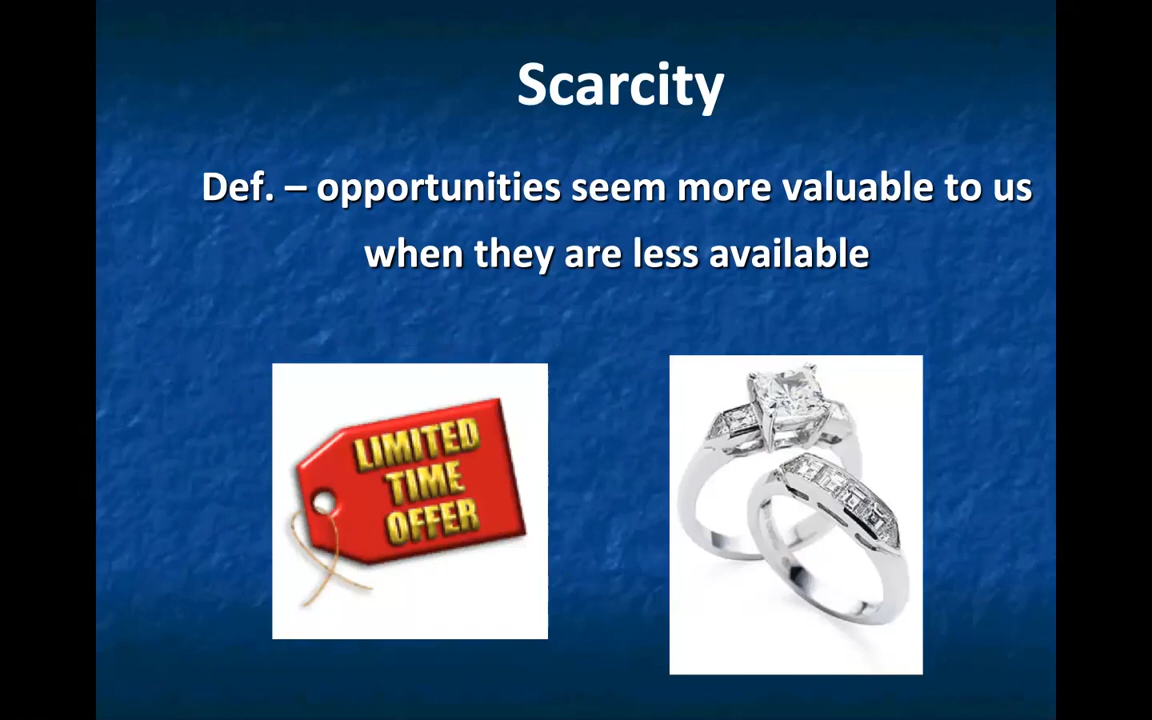 Scarcity
Def. – opportunities seem more valuable to us
when they are less available
LIMITED
TIME
OFFER